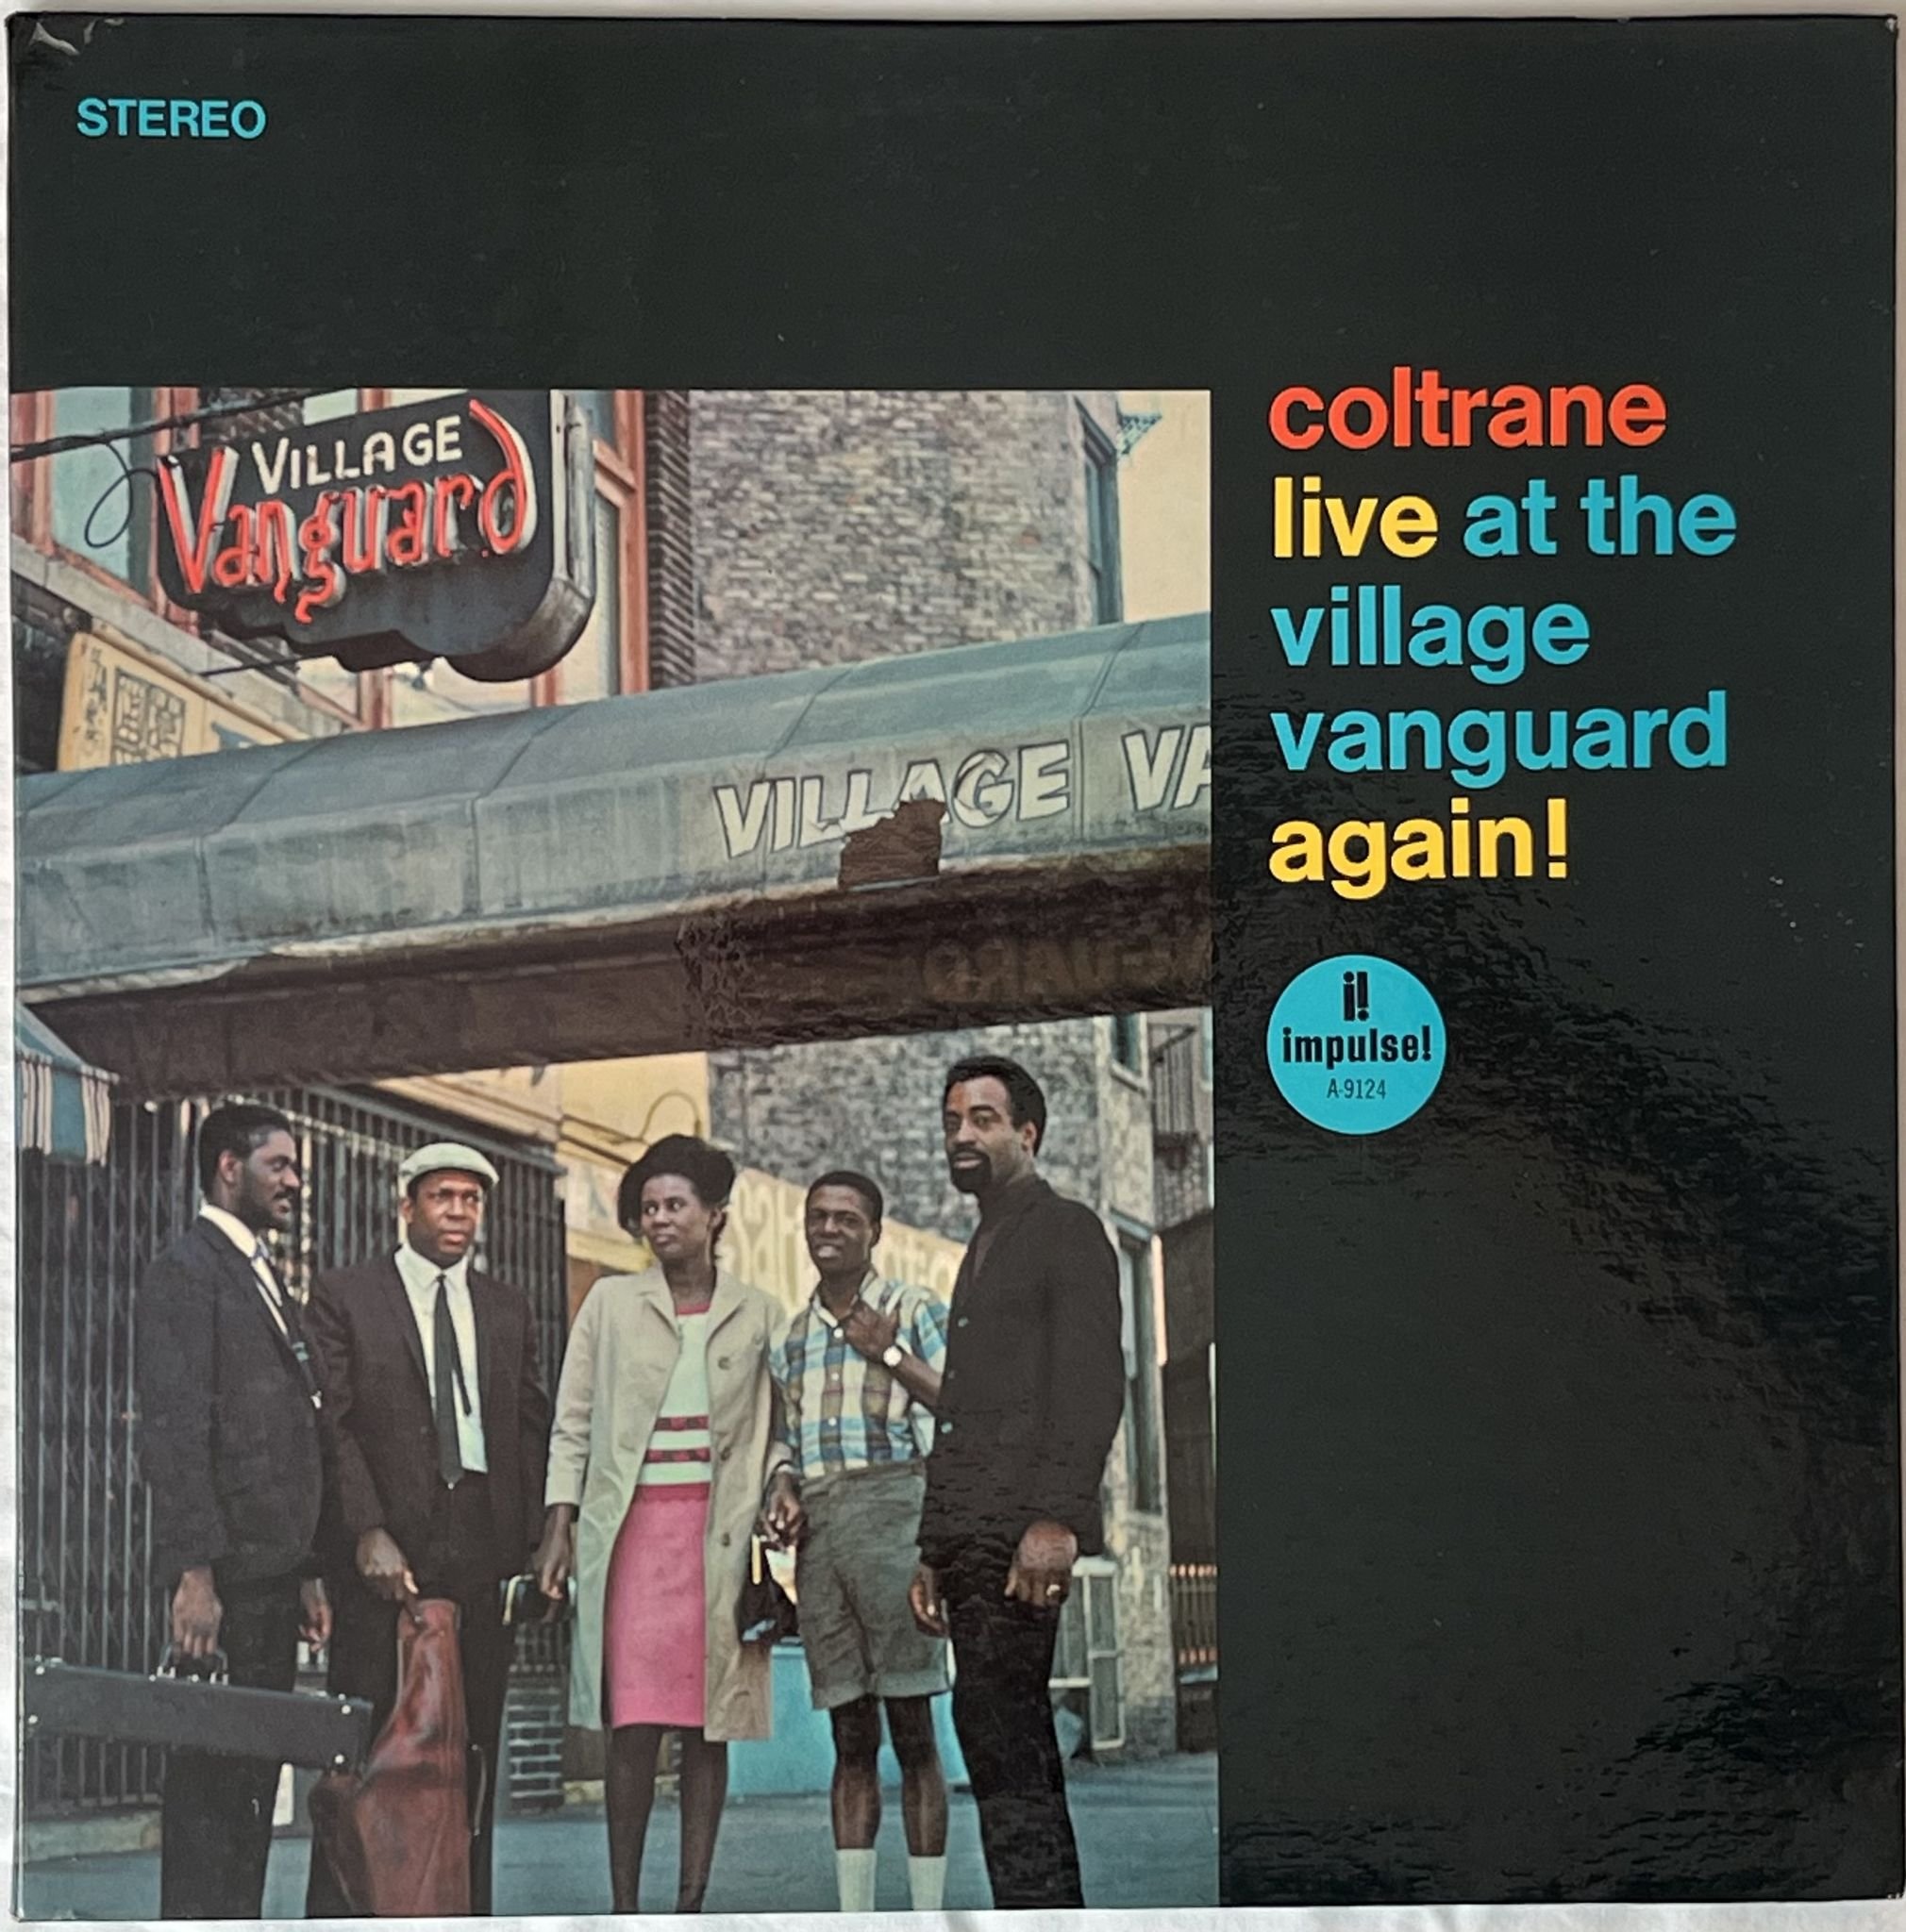 STEREO
coltrane
live at the
village
vanguard
again!
i!
impulse!
A-9124
VILLAGE
Vanguard
VILLAGE VA